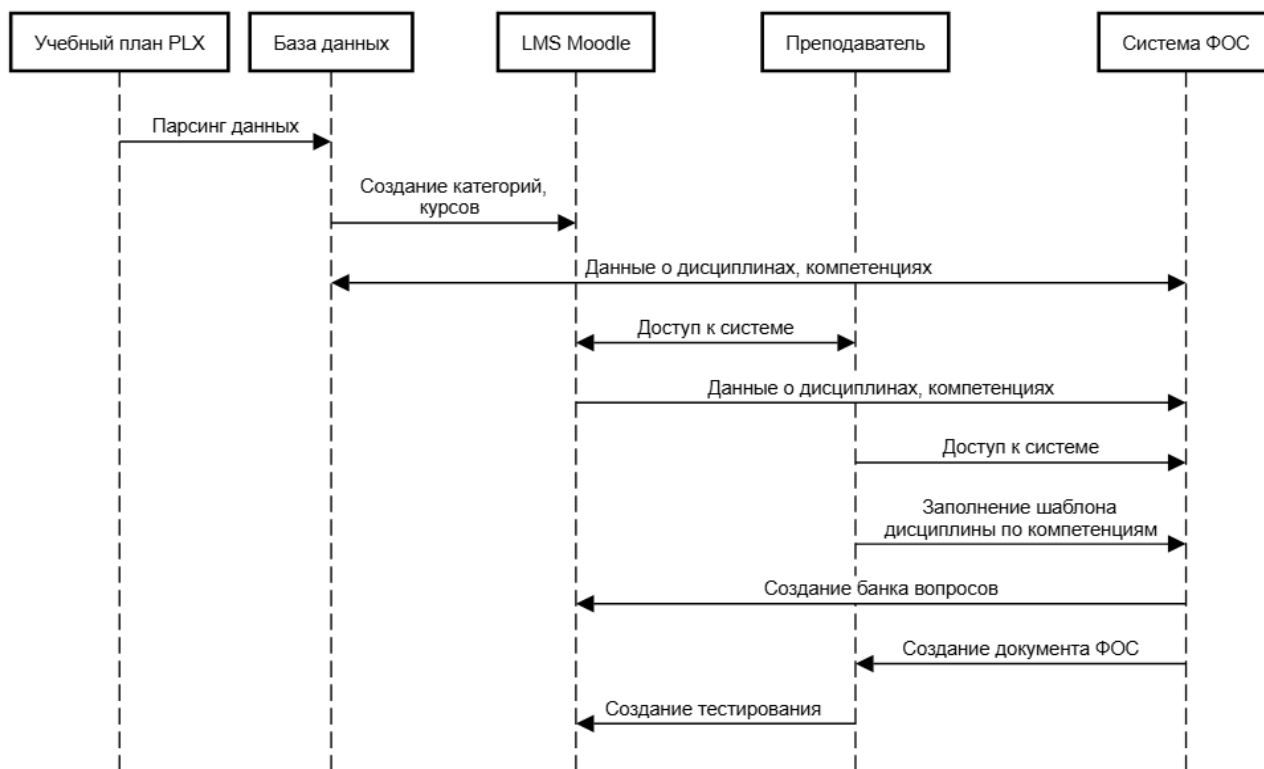 Учебный план PLX
База данных
LMS Moodle
Преподаватель
Система ФОС
Парсинг данных
Создание категорий,
курсов
Данные о дисциплинах, компетенциях
Доступ к системе
Данные о дисциплинах, компетенциях
Доступ к системе
Заполнение шаблона
дисциплины по компетенциям
Создание банка вопросов
Создание документа ФОС
Создание тестирования